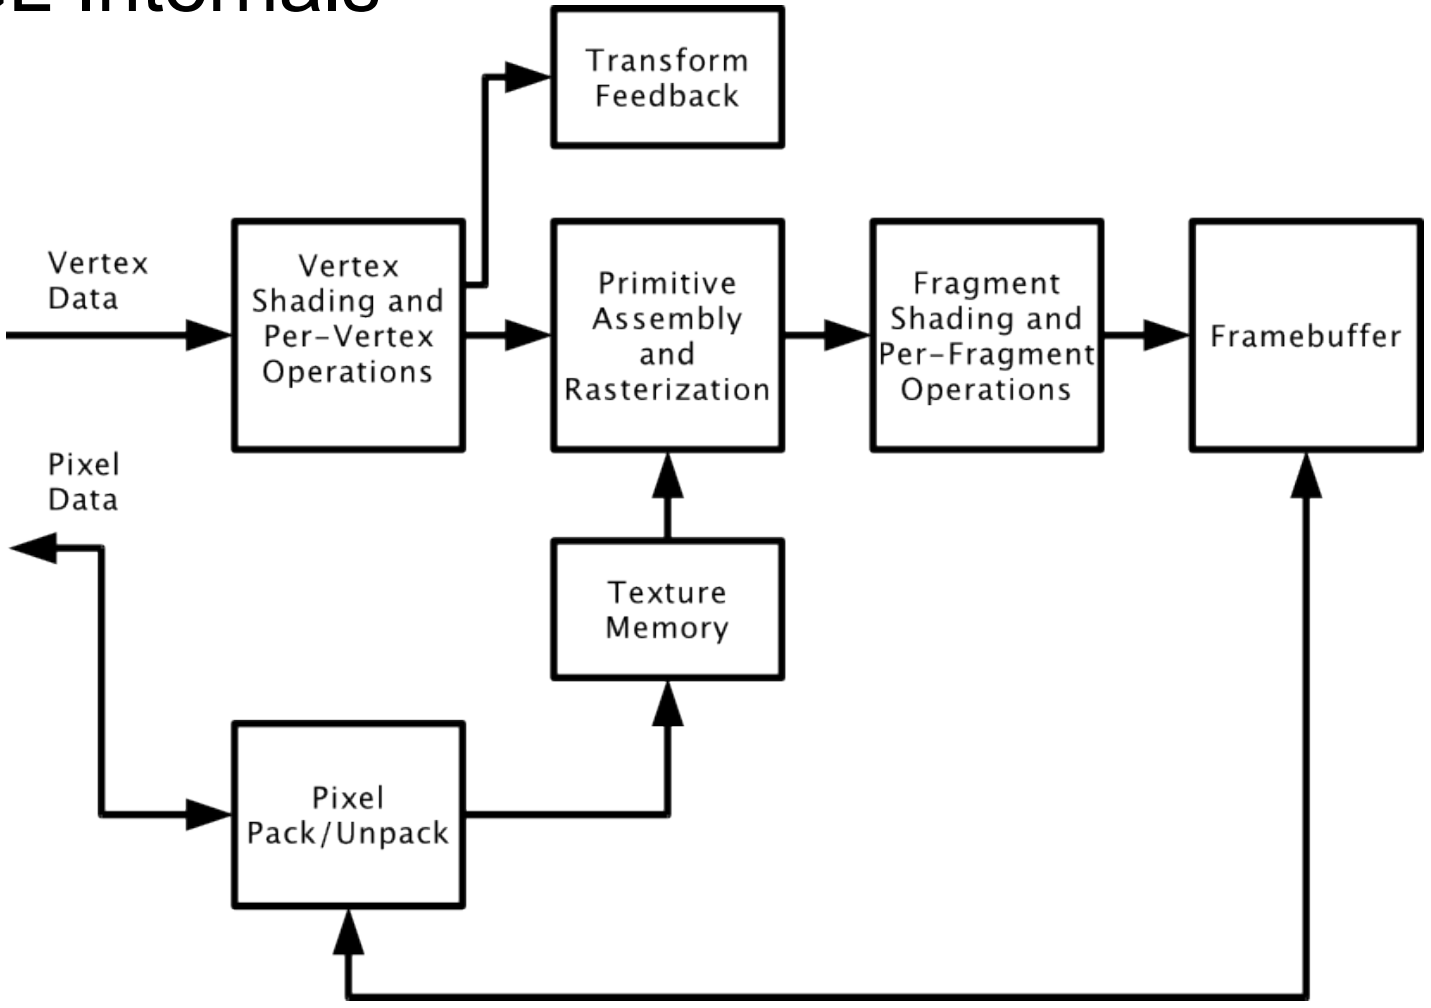 Internals
Transform
Feedback
Vertex
Data
Vertex
Shading and
Per-Vertex
Operations
Primitive
Assembly
and
Rasterization
Fragment
Shading and
Per-Fragment
Operations
Framebuffer
Pixel
Data
Texture
Memory
Pixel
Pack/Unpack